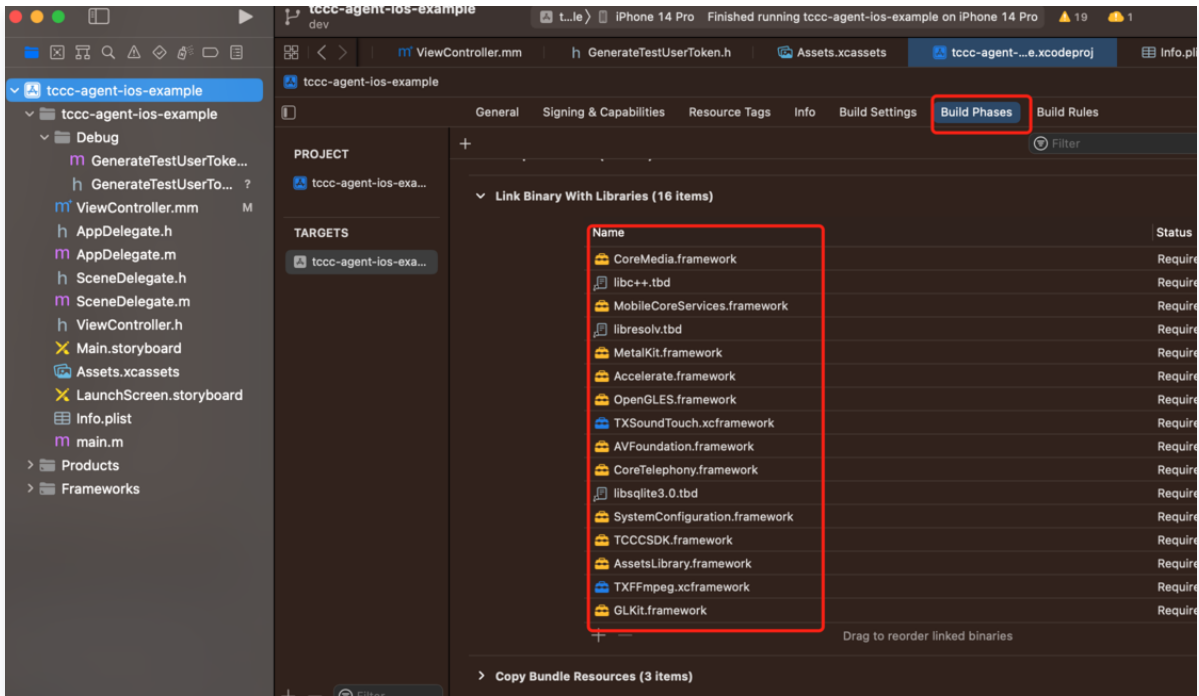 tccc-agent-ios-example
dev
t...le 〉 iPhone 14 Pro Finished running tccc-agent-ios-example on iPhone 14 Pro 19 1
ViewController.mm
GenerateTestUserToken.h
Assets.xcassets
tccc-agent-...e.xcodeproj
Info.pli
tccc-agent-ios-example
tccc-agent-ios-example
tccc-agent-ios-example
Debug
GenerateTestUserToke...
GenerateTestUserTo... ?
ViewController.mm M
AppDelegate.h
AppDelegate.m
SceneDelegate.h
SceneDelegate.m
ViewController.h
Main.storyboard
Assets.xcassets
LaunchScreen.storyboard
Info.plist
main.m
Products
Frameworks
General Signing & Capabilities Resource Tags Info Build Settings Build Phases Build Rules
Filter
PROJECT
tccc-agent-ios-exa...
TARGETS
tccc-agent-ios-exa...
Link Binary With Libraries (16 items)
Name Status
CoreMedia.framework Require
libc++.tbd Require
MobileCoreServices.framework Require
libresolv.tbd Require
MetalKit.framework Require
Accelerate.framework Require
OpenGLES.framework Require
TXSoundTouch.xcframework Require
AVFoundation.framework Require
CoreTelephony.framework Require
libsqlite3.0.tbd Require
SystemConfiguration.framework Require
TCCCSDK.framework Require
AssetsLibrary.framework Require
TXFFmpeg.xcframework Require
GLKit.framework Require
Drag to reorder linked binaries
Copy Bundle Resources (3 items)
Filter